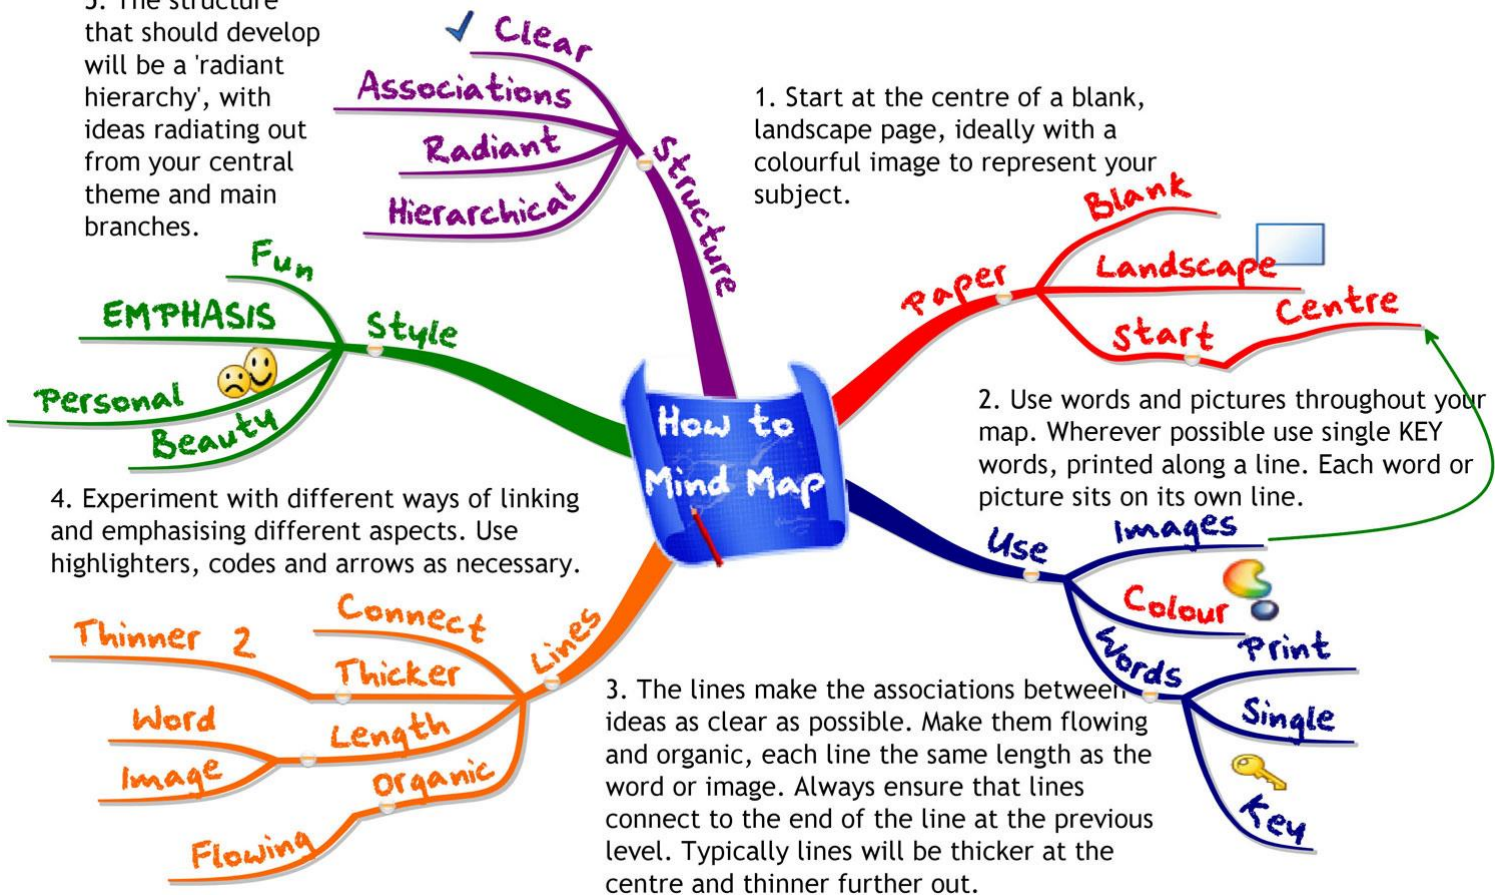 How to
Mind Map
1. Start at the centre of a blank,
landscape page, ideally with a
colourful image to represent your
subject.
Paper
Blank
Landscape
Start
Centre
2. Use words and pictures throughout your
map. Wherever possible use single KEY
words, printed along a line. Each word or
picture sits on its own line.
Use
Images
Colour
Words
Print
Single
Key
3. The lines make the associations between
ideas as clear as possible. Make them flowing
and organic, each line the same length as the
word or image. Always ensure that lines
connect to the end of the line at the previous
level. Typically lines will be thicker at the
centre and thinner further out.
Lines
Connect
Thicker
Thinner 2
Length
Word
Image
Organic
Flowing
4. Experiment with different ways of linking
and emphasising different aspects. Use
highlighters, codes and arrows as necessary.
Style
Fun
EMPHASIS
Personal
Beauty
5. The structure
that should develop
will be a 'radiant
hierarchy', with
ideas radiating out
from your central
theme and main
branches.
Structure
Clear
Associations
Radiant
Hierarchical